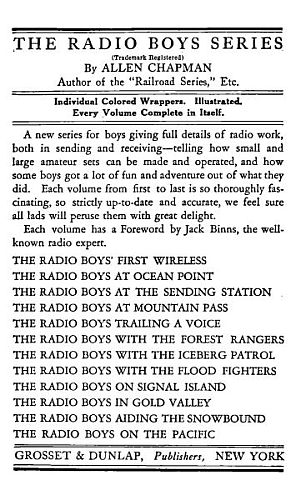 THE RADIO BOYS SERIES
(Trademark Registered)
By ALLEN CHAPMAN
Author of the "Railroad Series," Etc.
Individual Colored Wrappers. Illustrated.
Every Volume Complete in Itself.
A new series for boys giving full details of radio work,
both in sending and receiving—telling how small and
large amateur sets can be made and operated, and how
some boys got a lot of fun and adventure out of what they
did. Each volume from first to last is so thoroughly fas-
cinating, so strictly up-to-date and accurate, we feel sure
all lads will peruse them with great delight.
Each volume has a Foreword by Jack Binns, the well-
known radio expert.
THE RADIO BOYS' FIRST WIRELESS
THE RADIO BOYS AT OCEAN POINT
THE RADIO BOYS AT THE SENDING STATION
THE RADIO BOYS AT MOUNTAIN PASS
THE RADIO BOYS TRAILING A VOICE
THE RADIO BOYS WITH THE FOREST RANGERS
THE RADIO BOYS WITH THE ICEBERG PATROL
THE RADIO BOYS WITH THE FLOOD FIGHTERS
THE RADIO BOYS ON SIGNAL ISLAND
THE RADIO BOYS IN GOLD VALLEY
THE RADIO BOYS AIDING THE SNOWBOUND
THE RADIO BOYS ON THE PACIFIC
GROSSET & DUNLAP, Publishers, NEW YORK